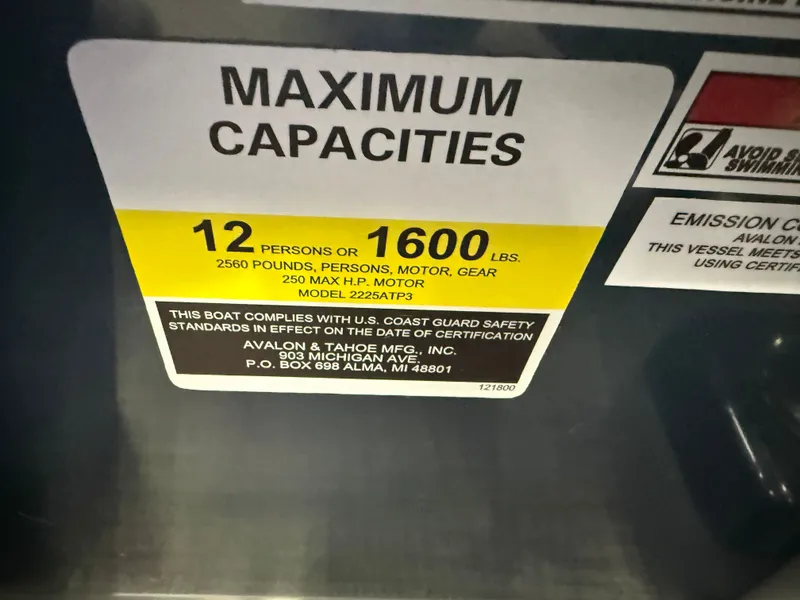 MAXIMUM
CAPACITIES
12 PERSONS OR 1600 LBS.
2560 POUNDS, PERSONS, MOTOR, GEAR
250 MAX H.P. MOTOR
MODEL 2225ATP3
THIS BOAT COMPLIES WITH U.S. COAST GUARD SAFETY
STANDARDS IN EFFECT ON THE DATE OF CERTIFICATION
AVALON & TAHOE MFG., INC.
903 MICHIGAN AVE.
P.O. BOX 698 ALMA, MI 48801
121800
AVOID
EMISSION
AVALON
THIS VESSEL MEETS
USING